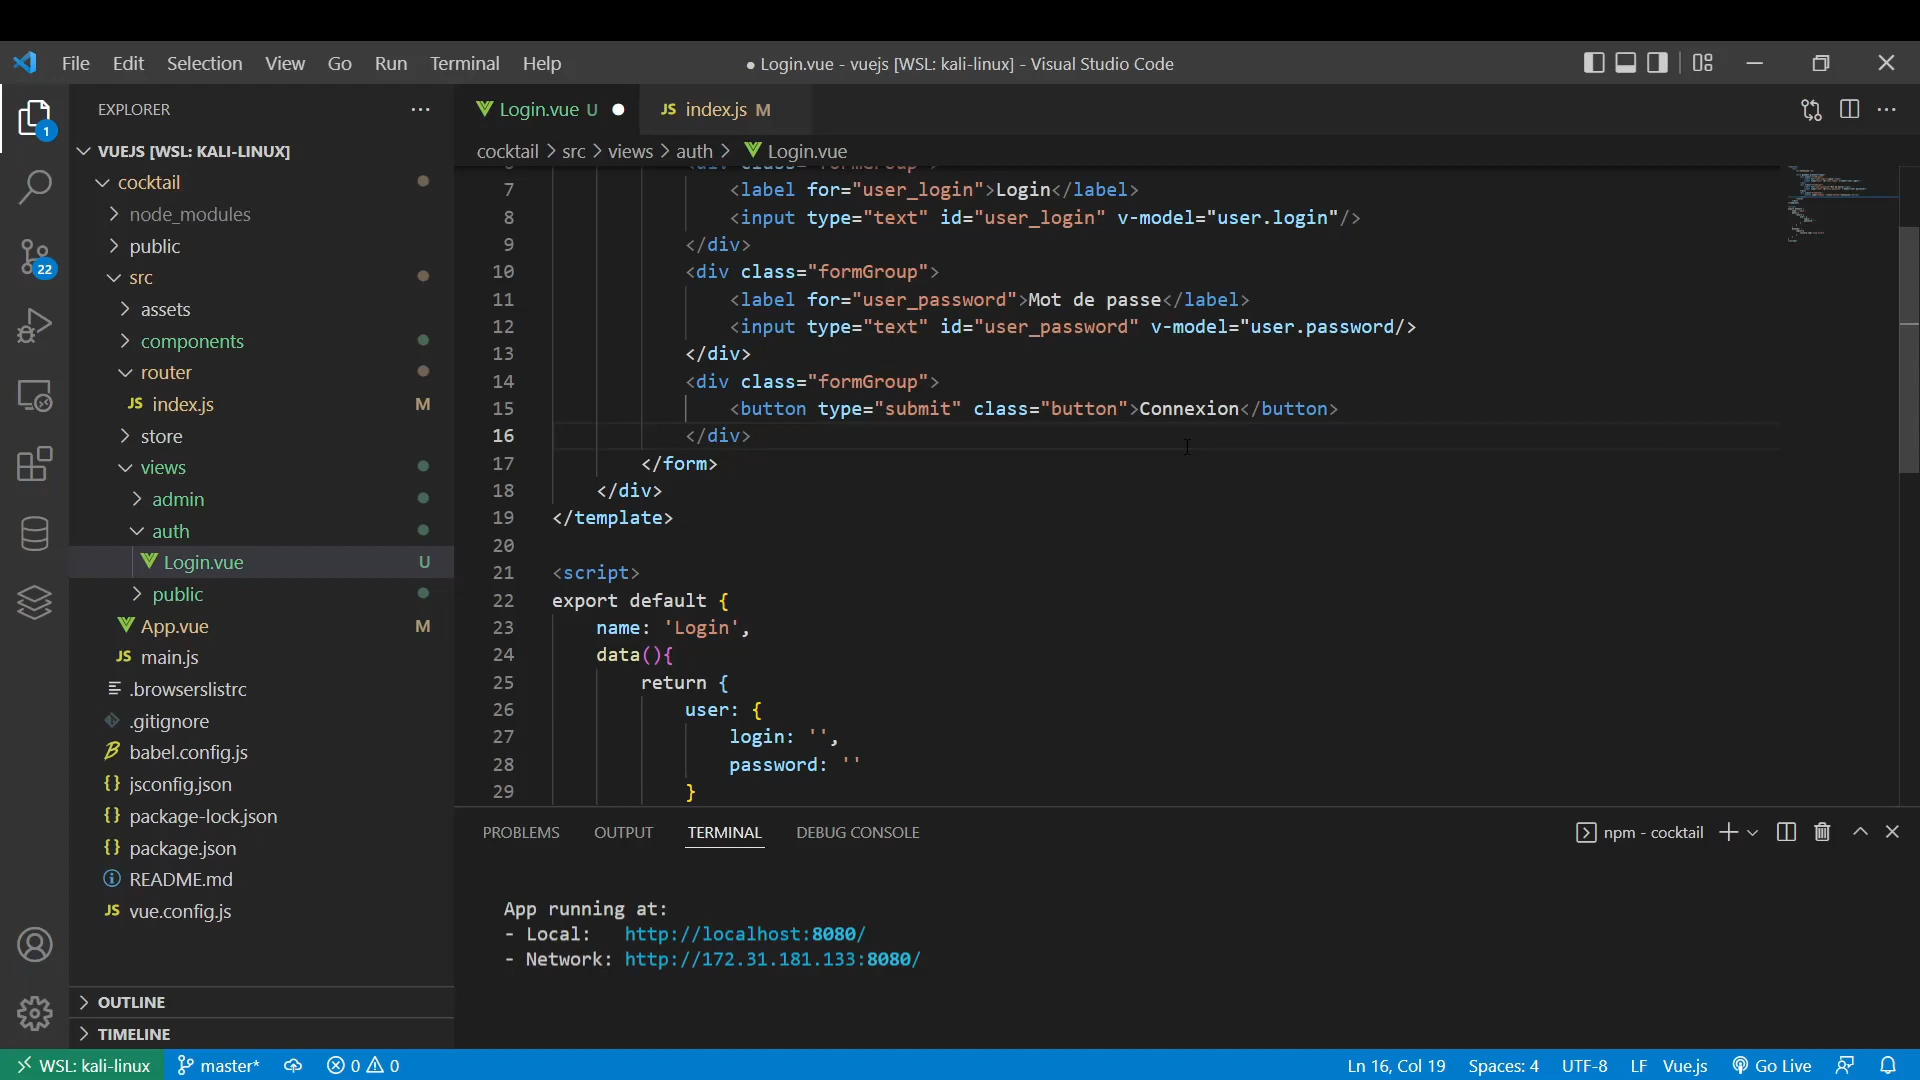 File Edit Selection View Go Run Terminal Help
● Login.vue - vuejs [WSL: kali-linux] - Visual Studio Code
EXPLORER
1
22
VUEJS [WSL: KALI-LINUX]
cocktail
node_modules
public
src
assets
components
router
JS index.js M
store
views
admin
auth
Login.vue U
public
App.vue M
JS main.js
.browserslistrc
.gitignore
babel.config.js
{} jsconfig.json
{} package-lock.json
{} package.json
README.md
JS vue.config.js
OUTLINE
TIMELINE
Login.vue U ●
JS index.js M
cocktail > src > views > auth > Login.vue
7 <label for="user_login">Login</label>
8 <input type="text" id="user_login" v-model="user.login"/>
9 </div>
10 <div class="formGroup">
11 <label for="user_password">Mot de passe</label>
12 <input type="text" id="user_password" v-model="user.password/>
13 </div>
14 <div class="formGroup">
15 <button type="submit" class="button">Connexion</button>
16 </div>
17 </form>
18 </div>
19 </template>
20
21 <script>
22 export default {
23 name: 'Login',
24 data(){
25 return {
26 user: {
27 login: '',
28 password: ''
29 }
PROBLEMS OUTPUT TERMINAL DEBUG CONSOLE
npm - cocktail
App running at:
- Local: http://localhost:8080/
- Network: http://172.31.181.133:8080/
WSL: kali-linux master* 0 0
Ln 16, Col 19 Spaces: 4 UTF-8 LF Vue.js Go Live